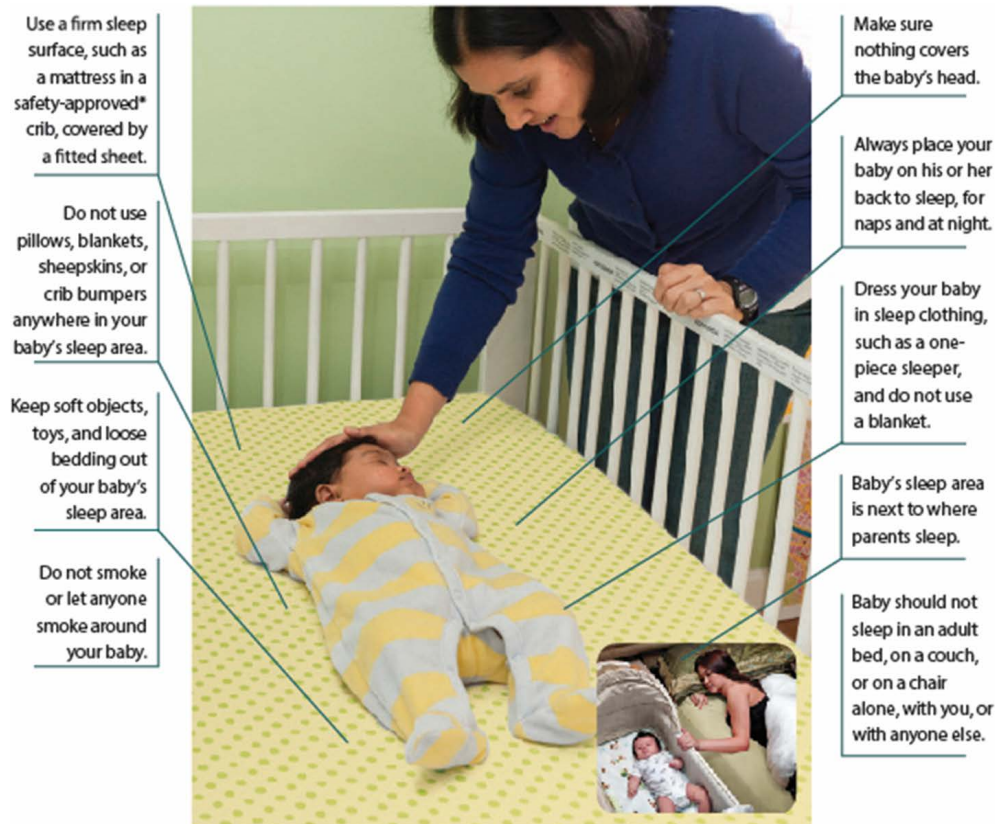 Use a firm sleep
surface, such as
a mattress in a
safety-approved*
crib, covered by
a fitted sheet.
Do not use
pillows, blankets,
sheepskins, or
crib bumpers
anywhere in your
baby's sleep area.
Keep soft objects,
toys, and loose
bedding out
of your baby's
sleep area.
Do not smoke
or let anyone
smoke around
your baby.
Make sure
nothing covers
the baby's head.
Always place your
baby on his or her
back to sleep, for
naps and at night.
Dress your baby
in sleep clothing,
such as a one-
piece sleeper,
and do not use
a blanket.
Baby's sleep area
is next to where
parents sleep.
Baby should not
sleep in an adult
bed, on a couch,
or on a chair
alone, with you, or
with anyone else.